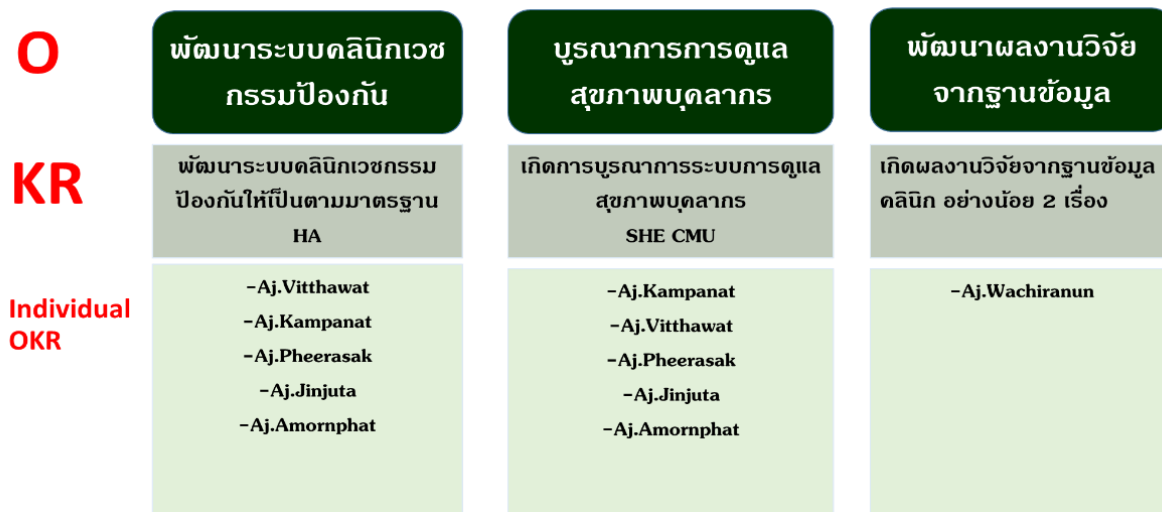 O
พัฒนาระบบคลินิกเวช
กรรมป้องกัน
บูรณาการการดูแล
สุขภาพบุคลากร
พัฒนาผลงานวิจัย
จากฐานข้อมูล
KR
พัฒนาระบบคลินิกเวชกรรม
ป้องกันให้เป็นตามมาตรฐาน
HA
เกิดการบูรณาการระบบการดูแล
สุขภาพบุคลากร
SHE CMU
เกิดผลงานวิจัยจากฐานข้อมูล
คลินิก อย่างน้อย 2 เรื่อง
Individual
OKR
-Aj.Vitthawat
-Aj.Kampanat
-Aj.Pheerasak
-Aj.Jinjuta
-Aj.Amornphat
-Aj.Kampanat
-Aj.Vitthawat
-Aj.Pheerasak
-Aj.Jinjuta
-Aj.Amornphat
-Aj.Wachiranun